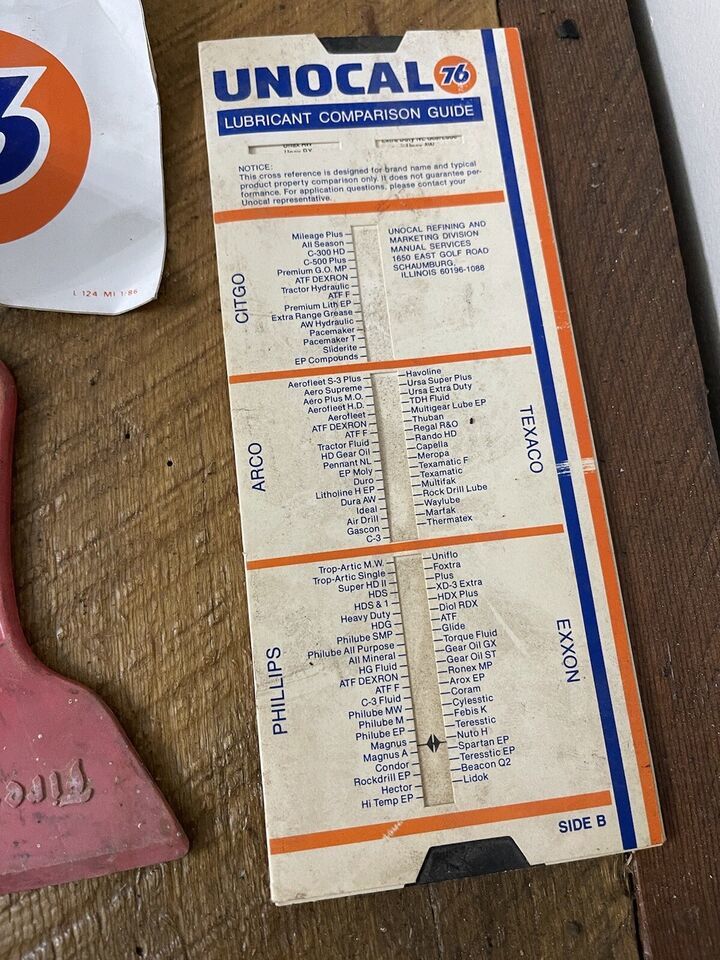 UNOCAL 76
LUBRICANT COMPARISON GUIDE
NOTICE:
This cross reference is designed for brand name and typical
product property comparison only. It does not guarantee per-
formance. For application questions, please contact your
Unocal representative.
CITGO
Mileage Plus
All Season
C-300 HD
C-500 Plus
Premium G.O. MP
ATF DEXRON
Tractor Hydraulic
ATF F
Premium Lith EP
Extra Range Grease
AW Hydraulic
Pacemaker
Pacemaker T
Sliderite
EP Compounds
UNOCAL REFINING AND
MARKETING DIVISION
MANUAL SERVICES
1650 EAST GOLF ROAD
SCHAUMBURG,
ILLINOIS 60196-1088
ARCO
Aerofleet S-3 Plus
Aero Supreme
Aero Plus M.O.
Aerofleet H.D.
Aerofleet
ATF DEXRON
ATF F
Tractor Fluid
HD Gear Oil
Pennant NL
EP Moly
Duro
Litholine H EP
Dura AW
Ideal
Air Drill
Gascon
C-3
Havoline
Ursa Super Plus
Ursa Extra Duty
TDH Fluid
Multigear Lube EP
Thuban
Regal R&O
Rando HD
Capella
Meropa
Texamatic F
Texamatic
Multifak
Rock Drill Lube
Waylube
Marfak
Thermatex
TEXACO
PHILLIPS
Trop-Artic M.W.
Trop-Artic Single
Super HD II
HDS
HDS & 1
Heavy Duty
HDG
Philube SMP
Philube All Purpose
All Mineral
HG Fluid
ATF DEXRON
ATF F
C-3 Fluid
Philube MW
Philube M
Philube EP
Magnus
Magnus A
Condor
Rockdrill EP
Hector
Hi Temp EP
Uniflo
Foxtra
Plus
XD-3 Extra
HDX Plus
Diol RDX
ATF
Glide
Torque Fluid
Gear Oil GX
Gear Oil ST
Ronex MP
Arox EP
Coram
Cylesstic
Febis K
Teresstic
Nuto H
Spartan EP
Teresstic EP
Beacon Q2
Lidok
EXXON
SIDE B
L 124 MI 1/86